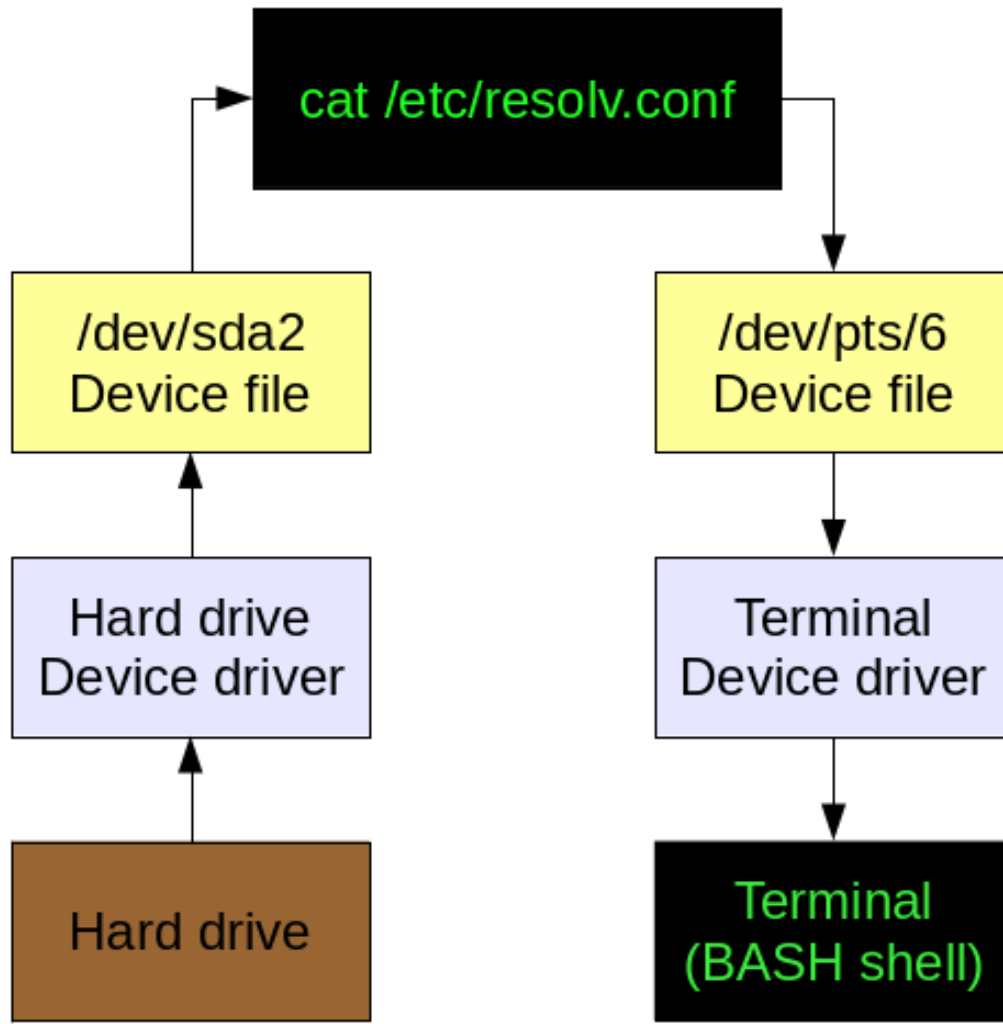 cat /etc/resolv.conf
/dev/sda2
Device file
/dev/pts/6
Device file
Hard drive
Device driver
Terminal
Device driver
Hard drive
Terminal
(BASH shell)